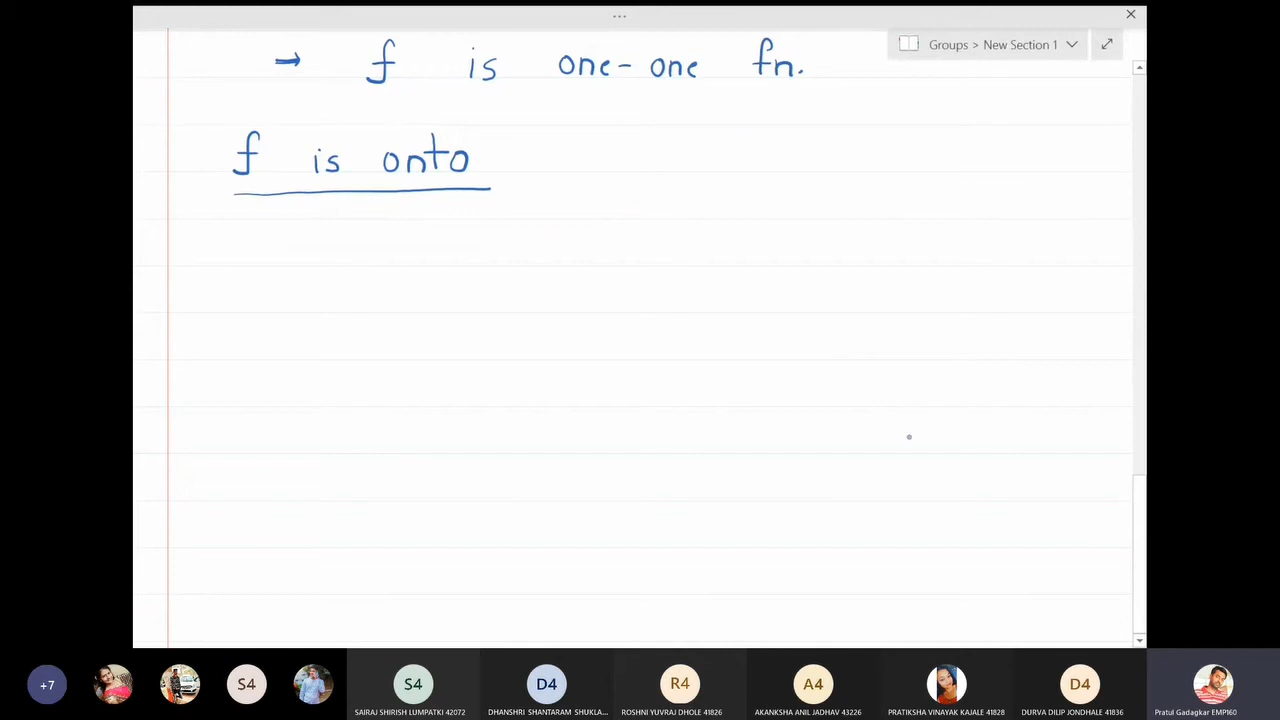 Groups > New Section 1
→ f is one-one fn.
f is onto
+7
S4
S4
D4
R4
A4
D4
SAIRAJ SHIRISH LUMPATKI 42072
DHANSHRI SHANTARAM SHUKLA...
ROSHNI YUVRAJ DHOLE 41826
AKANKSHA ANIL JADHAV 43226
PRATIKSHA VINAYAK KAJALE 41828
DURVA DILIP JONDHALE 41836
Pratul Gadagkar EMP160